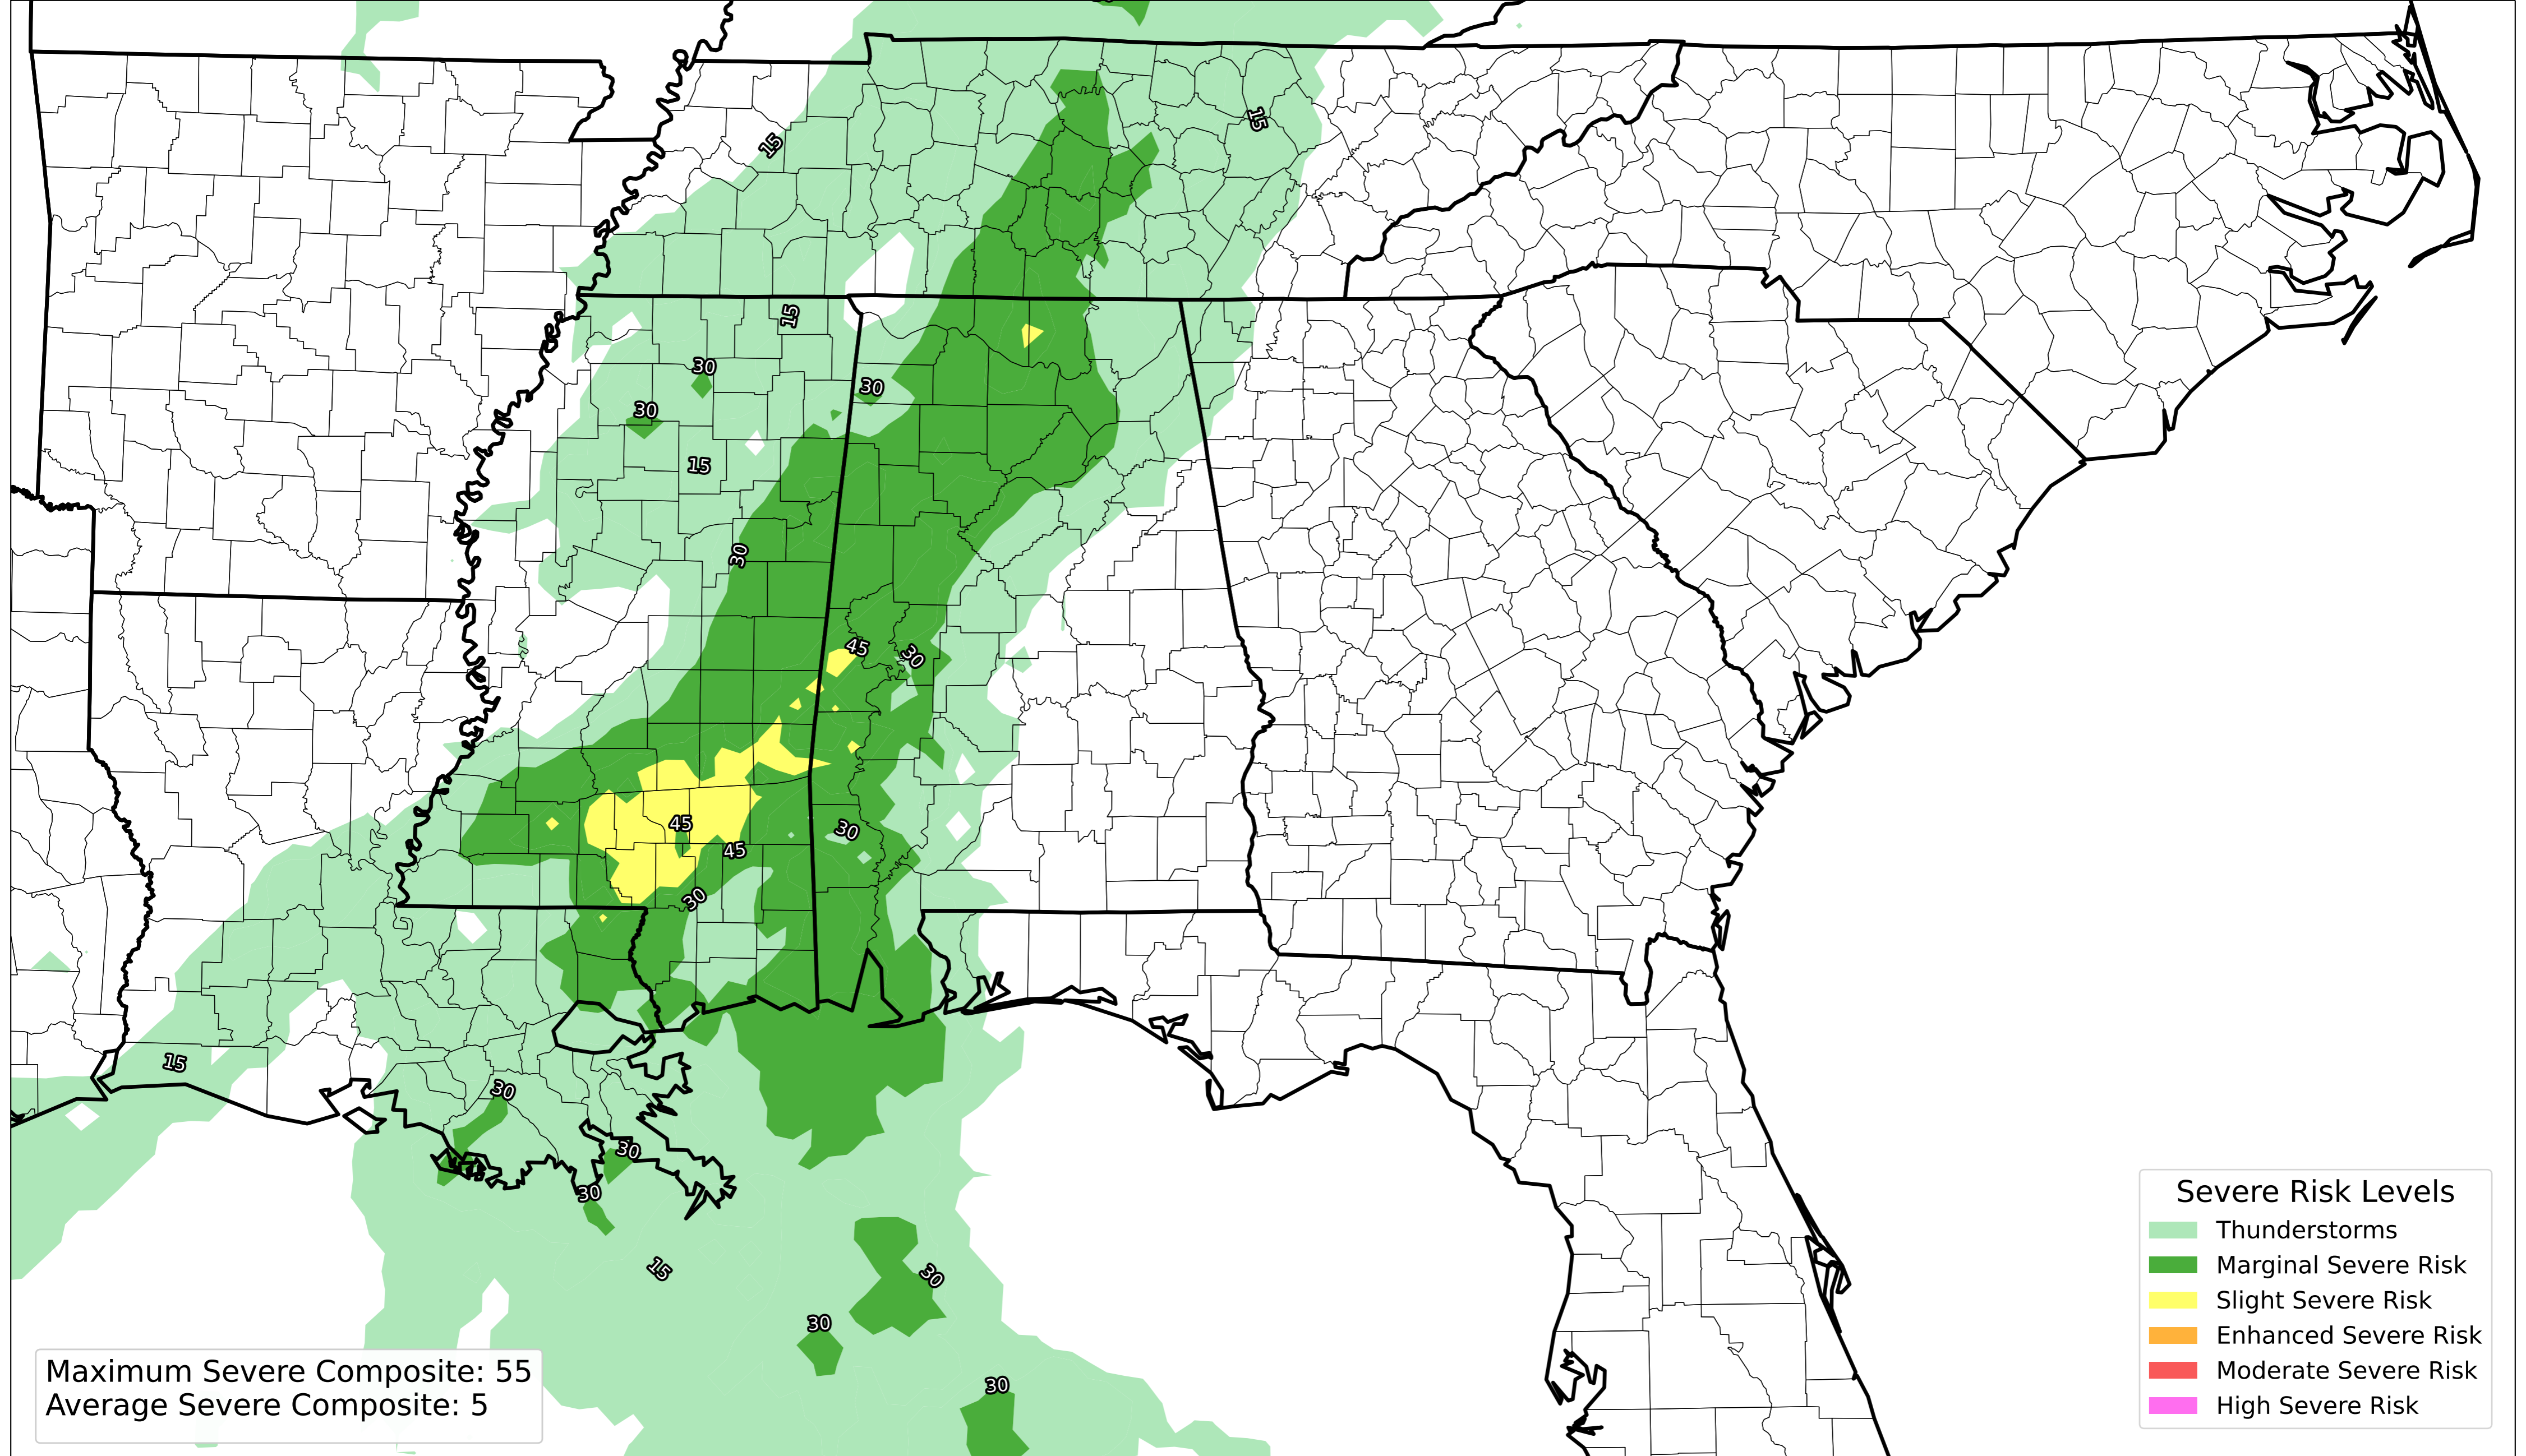 15
15
15
30
30
30
15
30
45
30
45
30
45
30
15
30
30
30
15
30
30
30
Severe Risk Levels
Thunderstorms
Marginal Severe Risk
Slight Severe Risk
Enhanced Severe Risk
Moderate Severe Risk
High Severe Risk
Maximum Severe Composite: 55
Average Severe Composite: 5